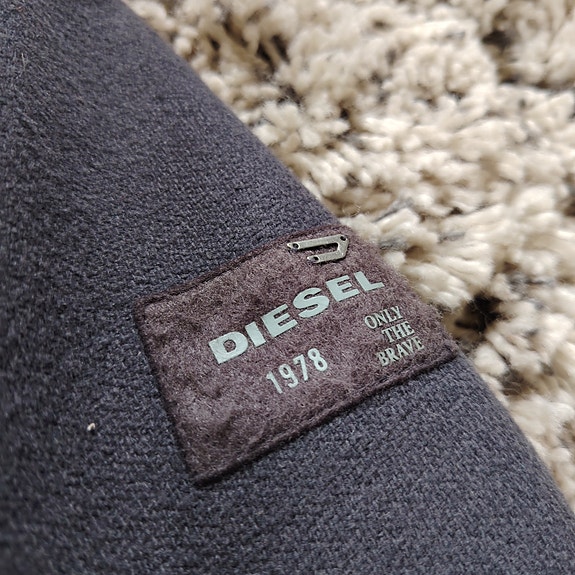 DIESEL
1978
ONLY
THE
BRAVE